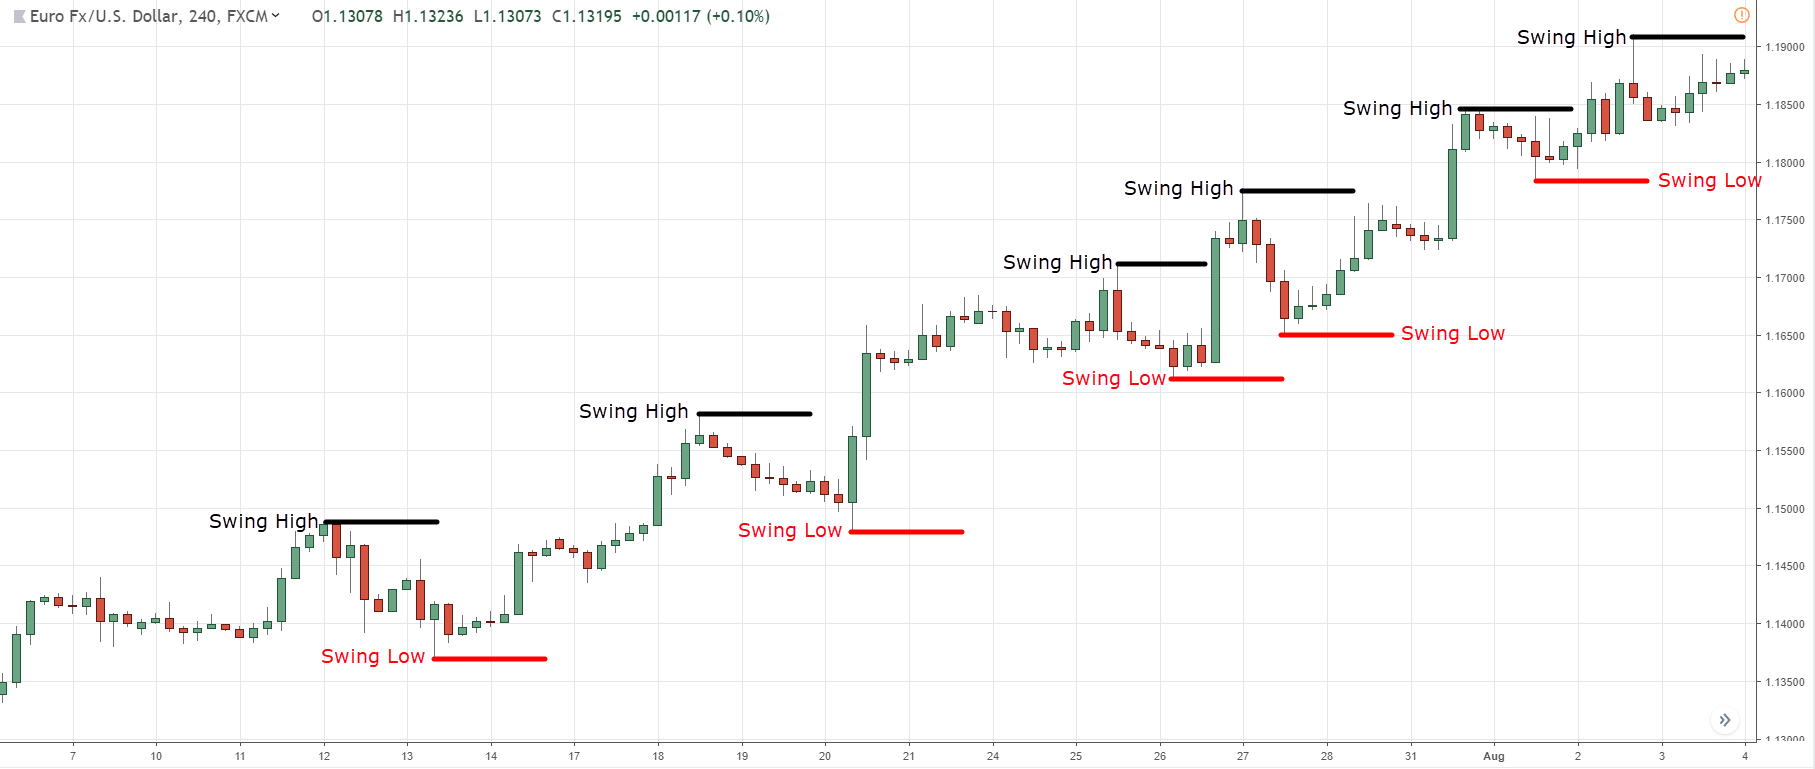 Euro Fx/U.S. Dollar, 240, FXCM O1.13078 H1.13236 L1.13073 C1.13195 +0.00117 (+0.10%)
Swing High
1.19000
Swing High
1.18500
1.18000
Swing Low
Swing High
1.17500
Swing High
1.17000
Swing Low
1.16500
Swing Low
1.16000
Swing High
1.15500
Swing Low
1.15000
Swing High
1.14500
1.14000
Swing Low
1.13500
1.13000
7 10 11 12 13 14 17 18 19 20 21 24 25 26 27 28 31 Aug 2 3 4